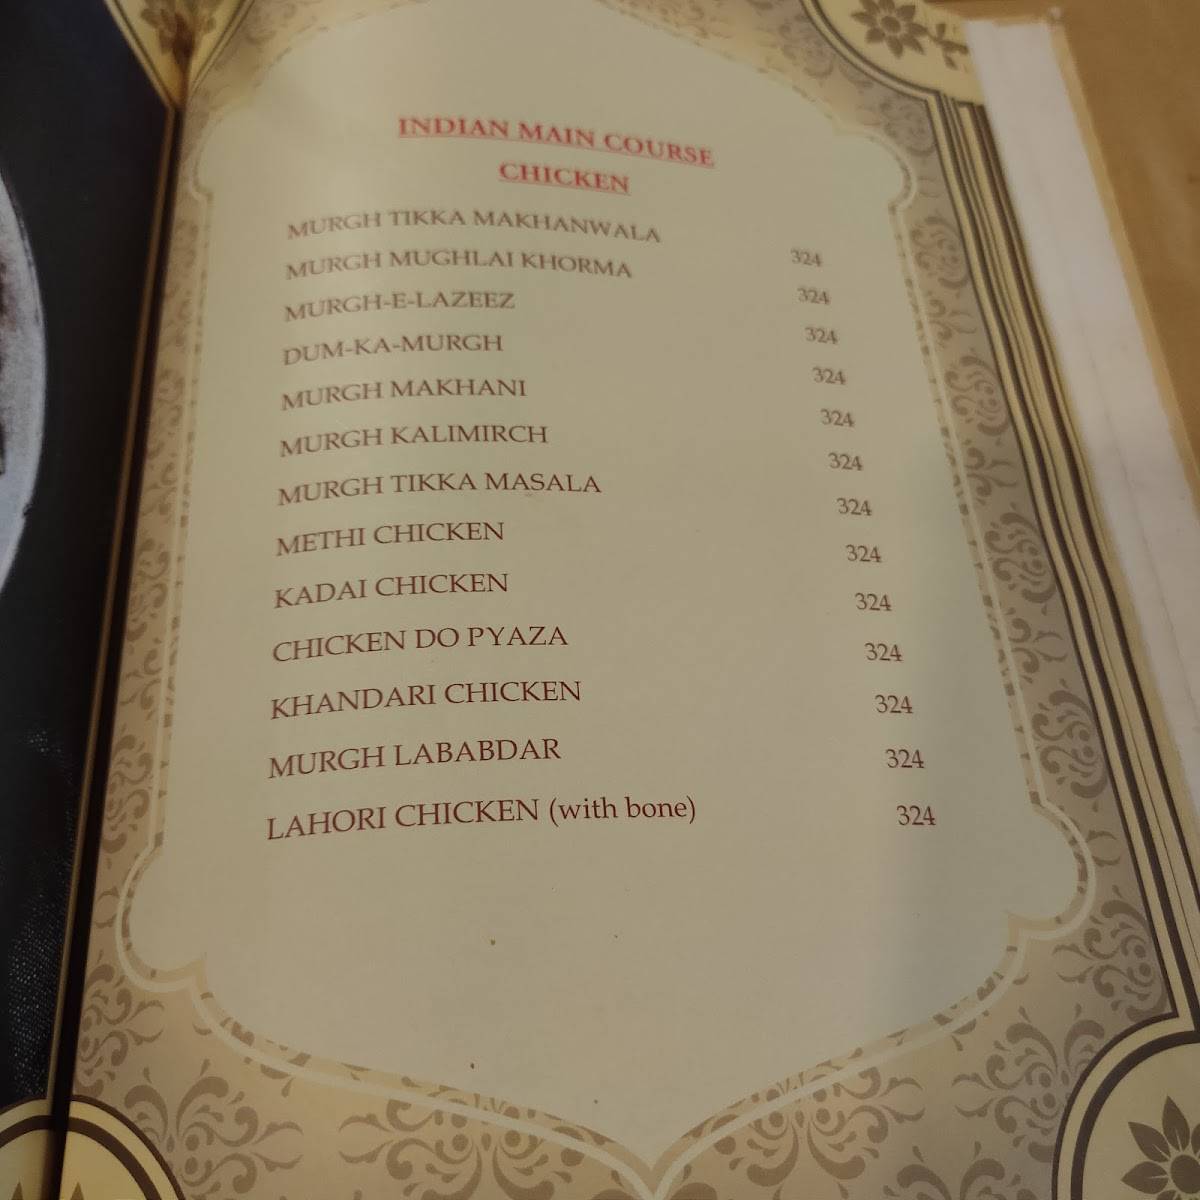 INDIAN MAIN COURSE
CHICKEN
MURGH TIKKA MAKHANWALA 324
MURGH MUGHLAI KHORMA 324
MURGH-E-LAZEEZ 324
DUM-KA-MURGH 324
MURGH MAKHANI 324
MURGH KALIMIRCH 324
MURGH TIKKA MASALA 324
METHI CHICKEN 324
KADAI CHICKEN 324
CHICKEN DO PYAZA 324
KHANDARI CHICKEN 324
MURGH LABABDAR 324
LAHORI CHICKEN (with bone) 324